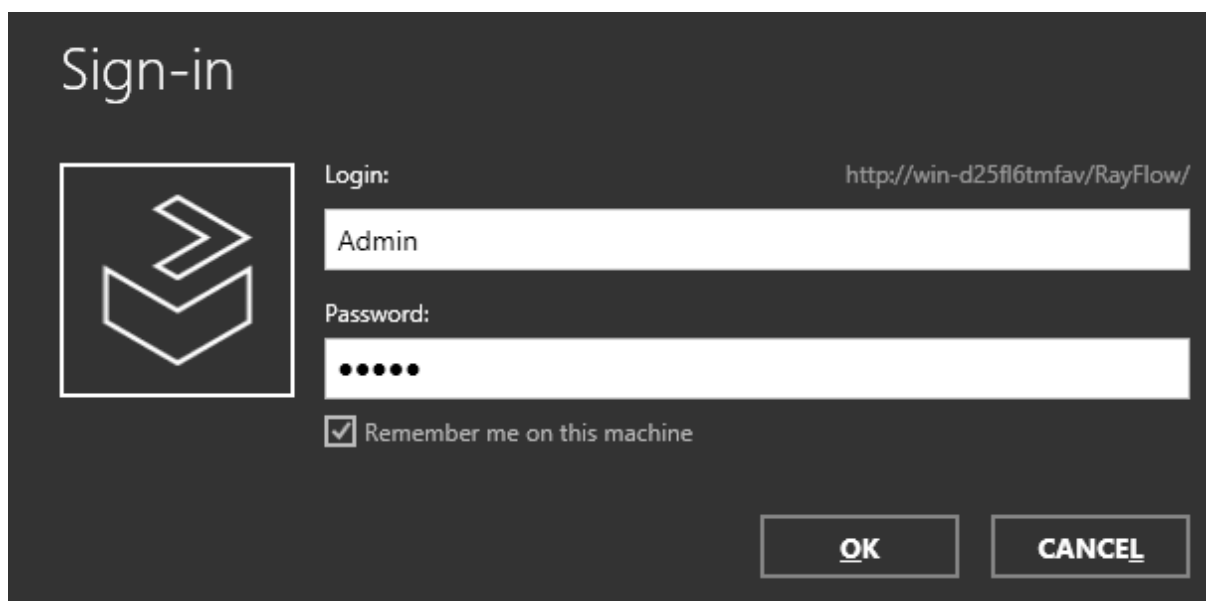 Sign-in
Login:
http://win-d25fl6tmfav/RayFlow/
Admin
Password:
•••••
Remember me on this machine
OK
CANCEL